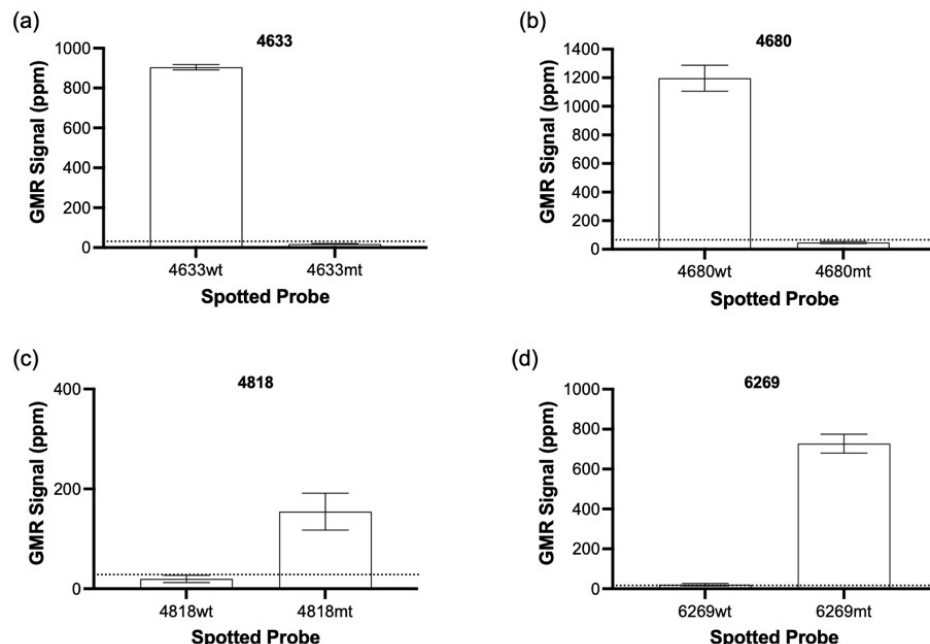 (a)
4633
GMR Signal (ppm)
1000
800
600
400
200
0
4633wt 4633mt
Spotted Probe
(b)
4680
GMR Signal (ppm)
1400
1200
1000
800
600
400
200
0
4680wt 4680mt
Spotted Probe
(c)
4818
GMR Signal (ppm)
400
200
0
4818wt 4818mt
Spotted Probe
(d)
6269
GMR Signal (ppm)
1000
800
600
400
200
0
6269wt 6269mt
Spotted Probe